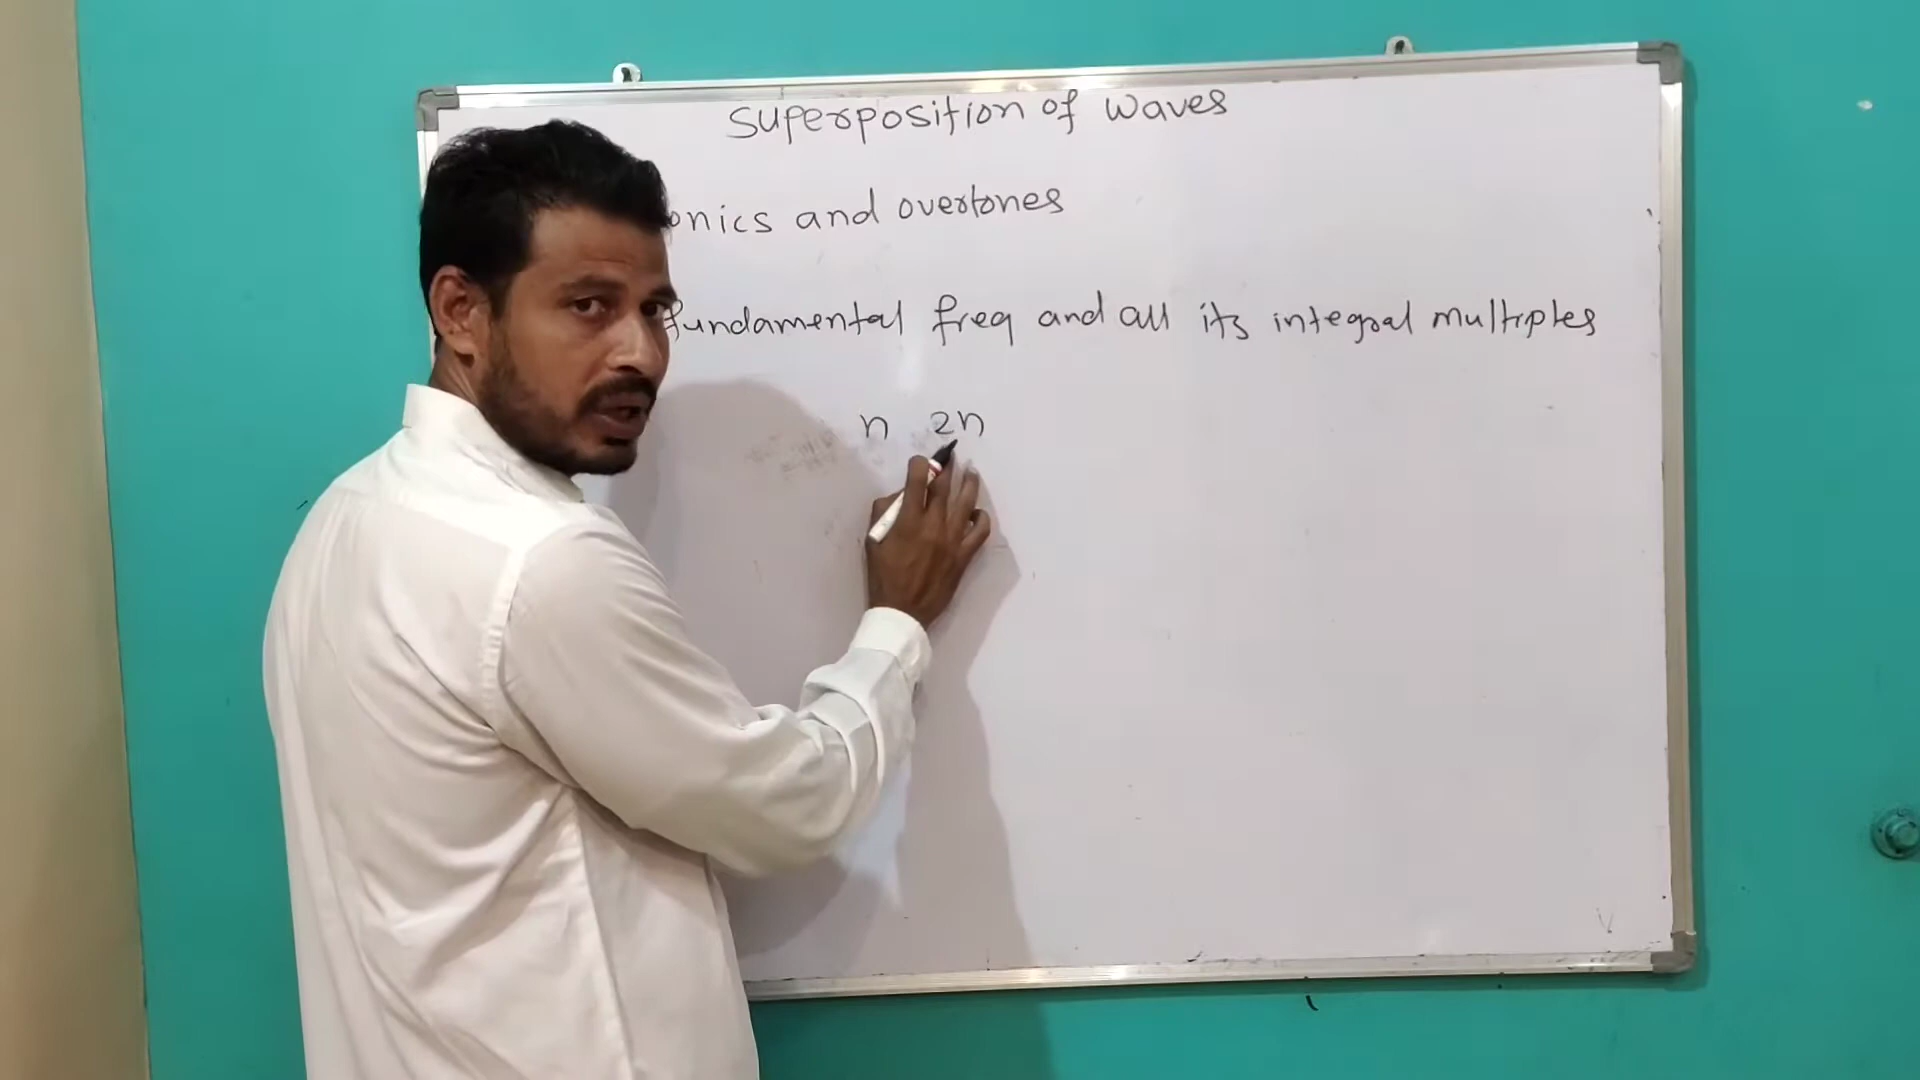 Superposition of waves
onics and overtones
fundamental freq and all its integral multiples
n 2n